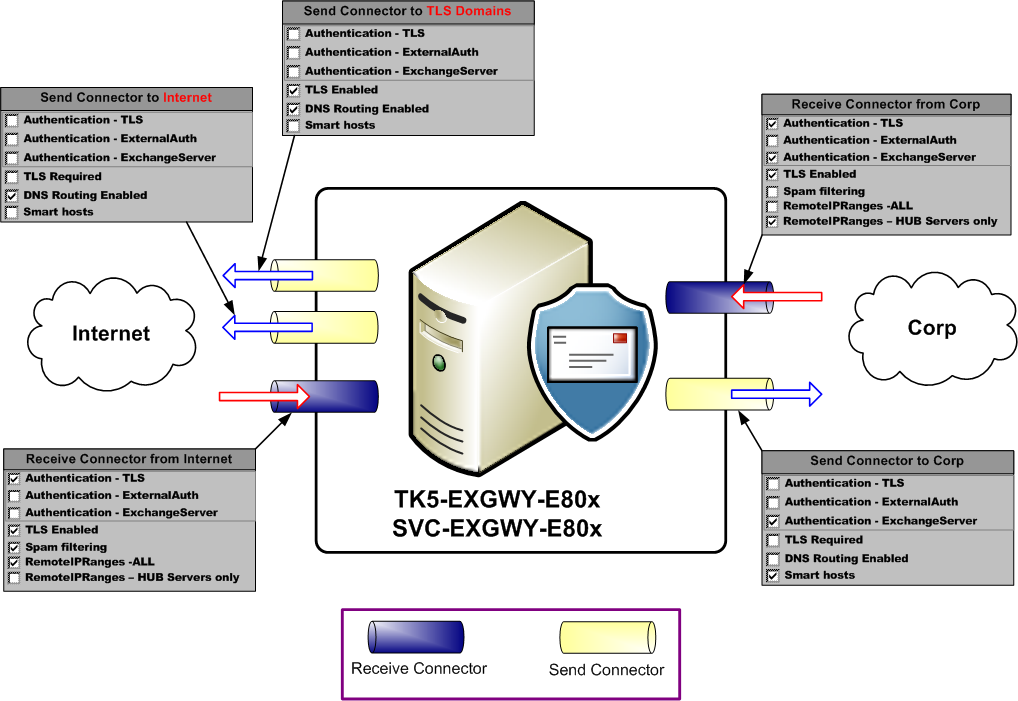 Send Connector to TLS Domains
Authentication - TLS
Authentication - ExternalAuth
Authentication - ExchangeServer
TLS Enabled
DNS Routing Enabled
Smart hosts
Send Connector to Internet
Authentication - TLS
Authentication - ExternalAuth
Authentication - ExchangeServer
TLS Required
DNS Routing Enabled
Smart hosts
Receive Connector from Corp
Authentication - TLS
Authentication - ExternalAuth
Authentication - ExchangeServer
TLS Enabled
Spam filtering
RemoteIPRanges -ALL
RemoteIPRanges – HUB Servers only
Internet
Corp
Receive Connector from Internet
Authentication - TLS
Authentication - ExternalAuth
Authentication - ExchangeServer
TLS Enabled
Spam filtering
RemoteIPRanges -ALL
RemoteIPRanges – HUB Servers only
TK5-EXGWY-E80x
SVC-EXGWY-E80x
Send Connector to Corp
Authentication - TLS
Authentication - ExternalAuth
Authentication - ExchangeServer
TLS Required
DNS Routing Enabled
Smart hosts
Receive Connector
Send Connector